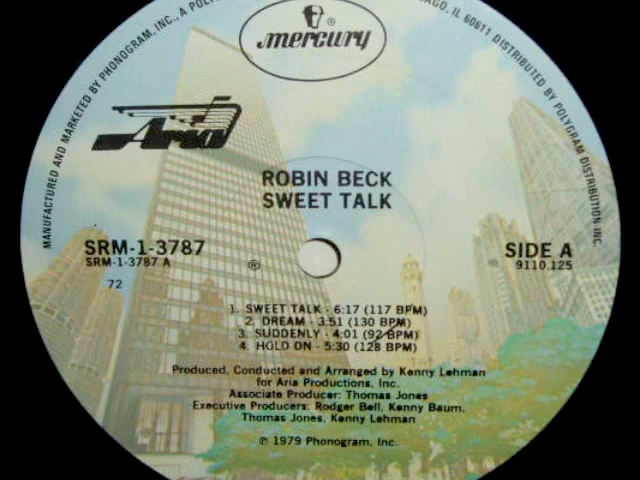 MANUFACTURED AND MARKETED BY PHONOGRAM, INC., A POLY
CAGO, IL 60611 DISTRIBUTED BY POLYGRAM DISTRIBUTION INC.
mercury
®
Aria
ROBIN BECK
SWEET TALK
SRM-1-3787
SRM-1-3787 A
72
℗
SIDE A
9110.125
1. SWEET TALK - 6:17 (117 BPM)
2. DREAM - 3:51 (130 BPM)
3. SUDDENLY - 4:01 (92 BPM)
4. HOLD ON - 5:30 (128 BPM)
Produced, Conducted and Arranged by Kenny Lehman
for Aria Productions, Inc.
Associate Producer: Thomas Jones
Executive Producers: Rodger Bell, Kenny Baum,
Thomas Jones, Kenny Lehman
℗ 1979 Phonogram, Inc.